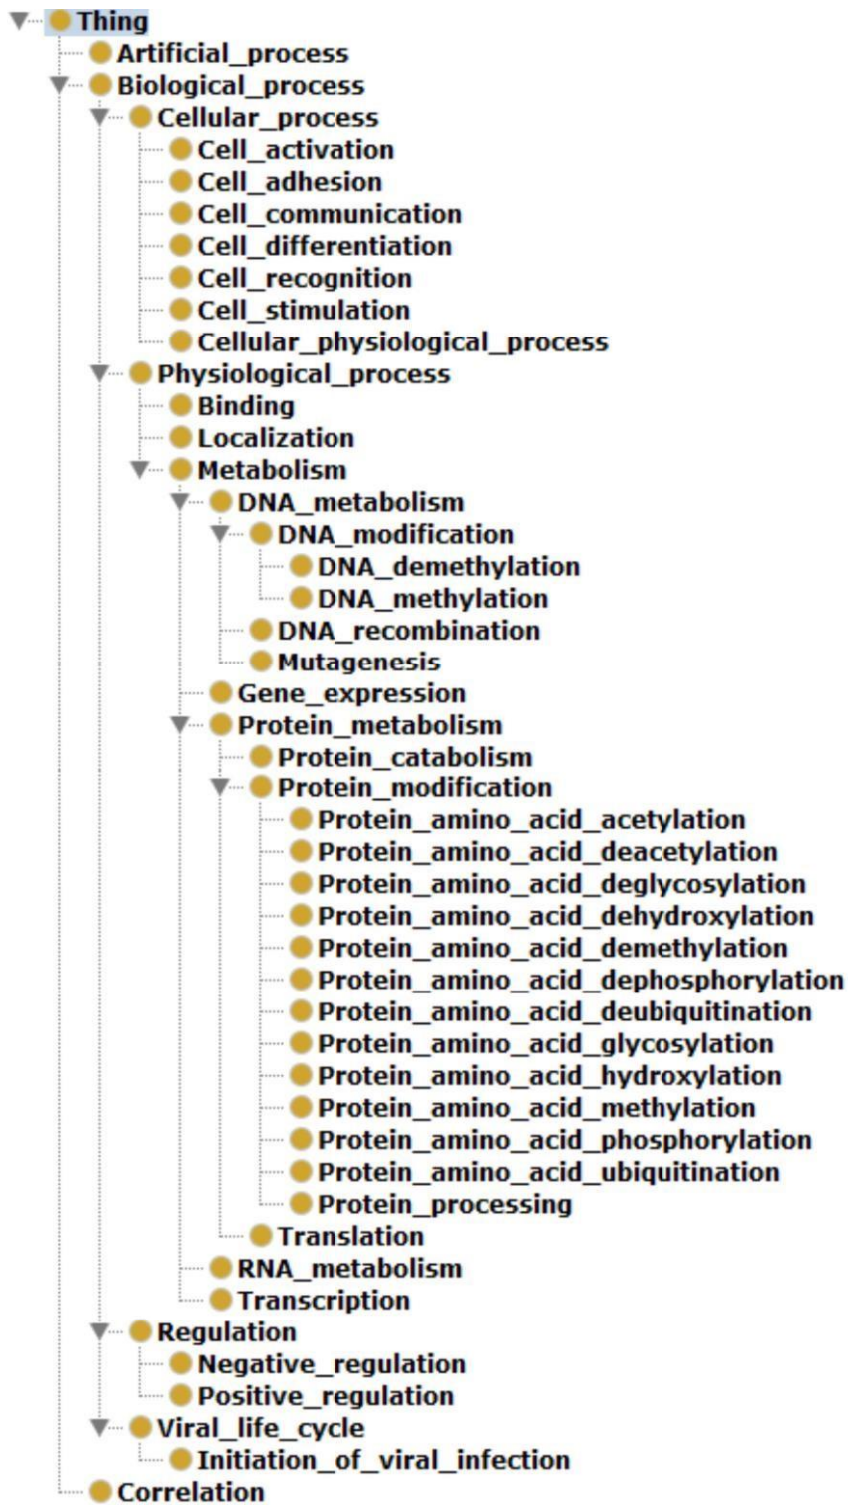 Thing
Artificial_process
Biological_process
Cellular_process
Cell_activation
Cell_adhesion
Cell_communication
Cell_differentiation
Cell_recognition
Cell_stimulation
Cellular_physiological_process
Physiological_process
Binding
Localization
Metabolism
DNA_metabolism
DNA_modification
DNA_demethylation
DNA_methylation
DNA_recombination
Mutagenesis
Gene_expression
Protein_metabolism
Protein_catabolism
Protein_modification
Protein_amino_acid_acetylation
Protein_amino_acid_deacetylation
Protein_amino_acid_deglycosylation
Protein_amino_acid_dehydroxylation
Protein_amino_acid_demethylation
Protein_amino_acid_dephosphorylation
Protein_amino_acid_deubiquitination
Protein_amino_acid_glycosylation
Protein_amino_acid_hydroxylation
Protein_amino_acid_methylation
Protein_amino_acid_phosphorylation
Protein_amino_acid_ubiquitination
Protein_processing
Translation
RNA_metabolism
Transcription
Regulation
Negative_regulation
Positive_regulation
Viral_life_cycle
Initiation_of_viral_infection
Correlation